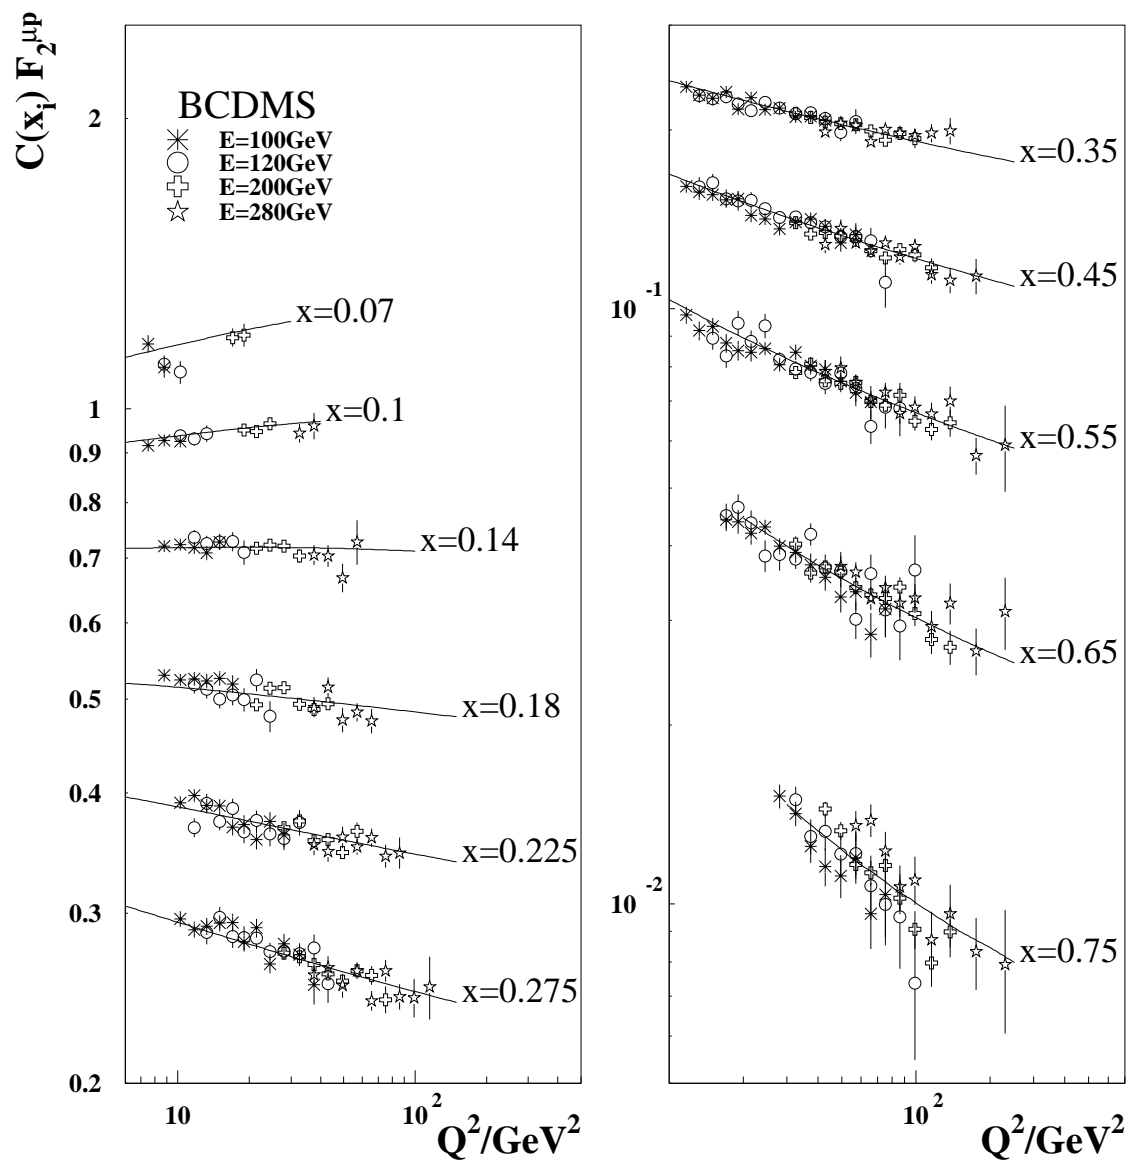 C(x_i) F_2^μp
BCDMS
E=100GeV
E=120GeV
E=200GeV
E=280GeV
2
1
0.9
0.8
0.7
0.6
0.5
0.4
0.3
0.2
x=0.07
x=0.1
x=0.14
x=0.18
x=0.225
x=0.275
10
10^2
Q^2/GeV^2
10^-1
10^-2
x=0.35
x=0.45
x=0.55
x=0.65
x=0.75
10^2
Q^2/GeV^2